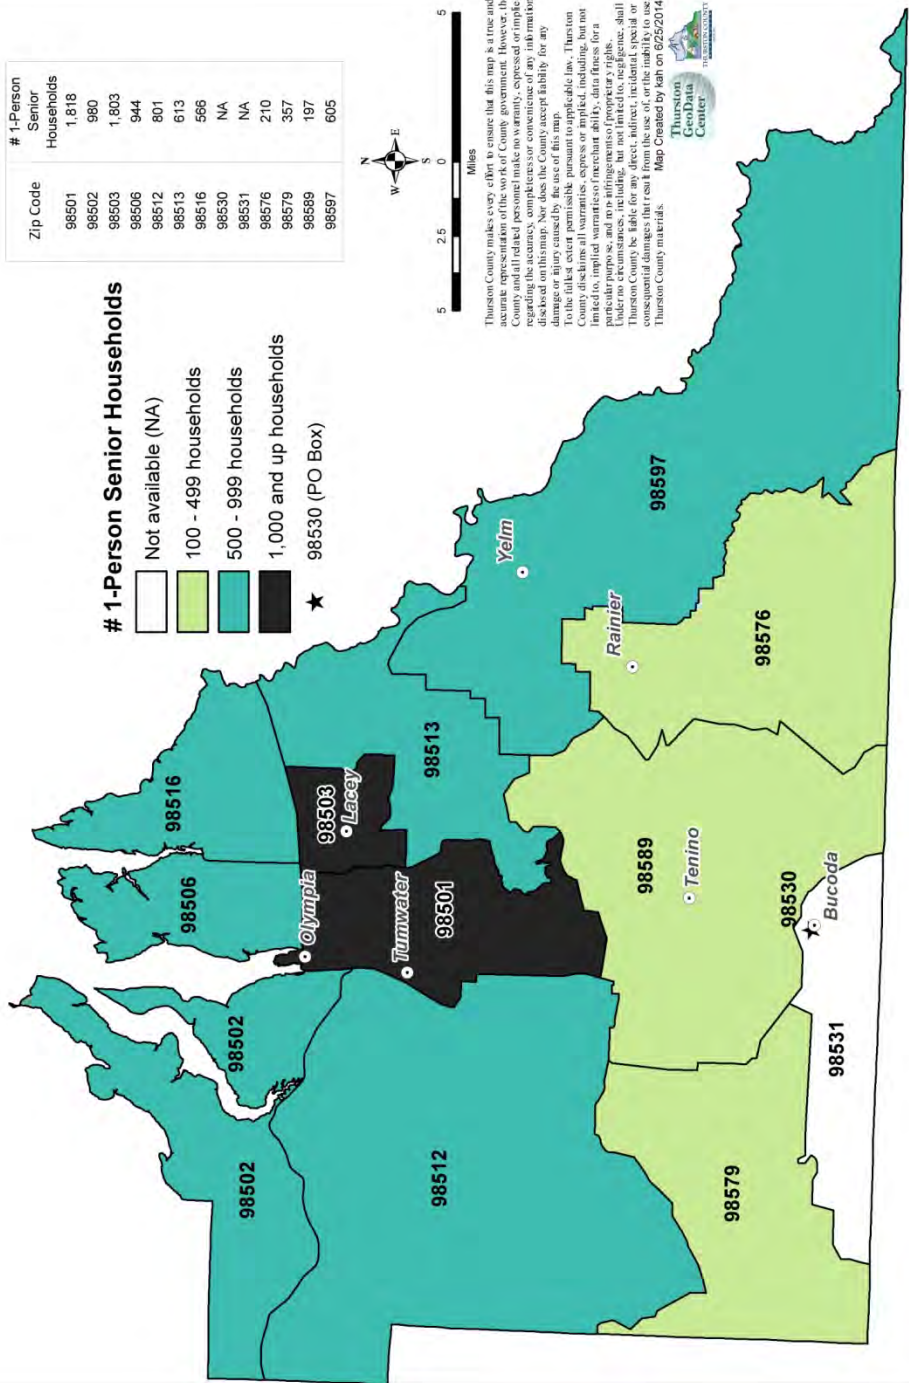 # 1-Person Senior Households
Not available (NA)
100 - 499 households
500 - 999 households
1,000 and up households
98530 (PO Box)
Zip Code
# 1-Person
Senior
Households
98501 1,818
98502 980
98503 1,803
98506 944
98512 801
98513 613
98516 586
98530 NA
98531 NA
98576 210
98579 357
98589 197
98597 605
N
W E
S
5 2.5 0 5
Miles
Thurston County makes every effort to ensure that this map is a true and
accurate representation of the work of County government. However, the
County and all related personnel make no warranty, expressed or implied,
regarding the accuracy, completeness or convenience of any information
disclosed on this map. Nor does the County accept liability for any
damage or injury caused by the use of this map.
To the fullest extent permissible pursuant to applicable law, Thurston
County disclaims all warranties, express or implied, including, but not
limited to, implied warranties of merchantability, data fitness for a
particular purpose, and non-infringements of proprietary rights.
Under no circumstances, including, but not limited to, negligence, shall
Thurston County be liable for any direct, indirect, incidental, special or
consequential damages that result from the use of, or the inability to use,
Thurston County materials.
Map Created by kah on 6/25/2014
Thurston
GeoData
Center
THURSTON COUNTY
98516
98506
98502
98502
Olympia
98503
Lacey
Tumwater
98501
98513
98512
Yelm
98597
Rainier
98576
98589
Tenino
98530
Bucoda
98531
98579